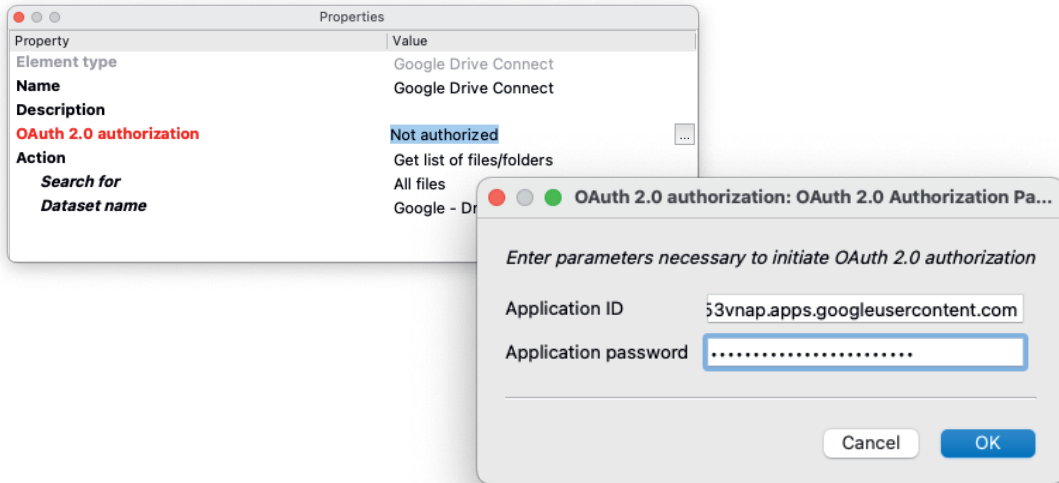 Properties
Property Value
Element type Google Drive Connect
Name Google Drive Connect
Description
OAuth 2.0 authorization Not authorized ...
Action Get list of files/folders
Search for All files
Dataset name Google - Dr
OAuth 2.0 authorization: OAuth 2.0 Authorization Pa...
Enter parameters necessary to initiate OAuth 2.0 authorization
Application ID 53vnap.apps.googleusercontent.com
Application password ••••••••••••••••••••••••
Cancel OK